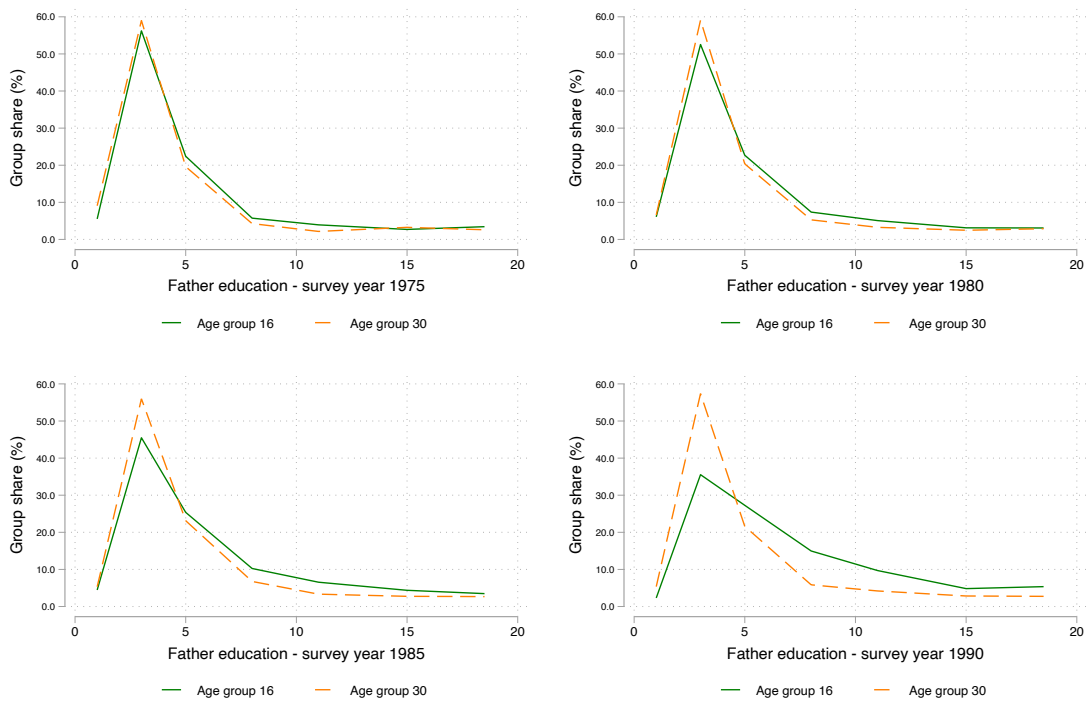 60.0
50.0
40.0
30.0
20.0
10.0
0.0
Group share (%)
0 5 10 15 20
Father education - survey year 1975
Age group 16 Age group 30
60.0
50.0
40.0
30.0
20.0
10.0
0.0
Group share (%)
0 5 10 15 20
Father education - survey year 1980
Age group 16 Age group 30
60.0
50.0
40.0
30.0
20.0
10.0
0.0
Group share (%)
0 5 10 15 20
Father education - survey year 1985
Age group 16 Age group 30
60.0
50.0
40.0
30.0
20.0
10.0
0.0
Group share (%)
0 5 10 15 20
Father education - survey year 1990
Age group 16 Age group 30